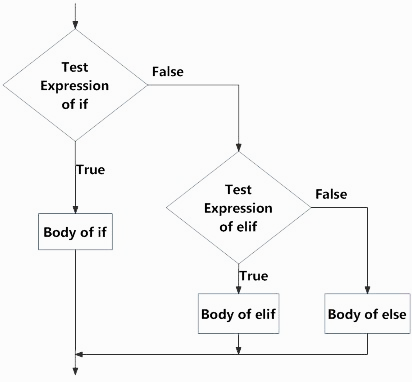 Test
Expression
of if
False
True
Test
Expression
of elif
False
Body of if
True
Body of elif
Body of else